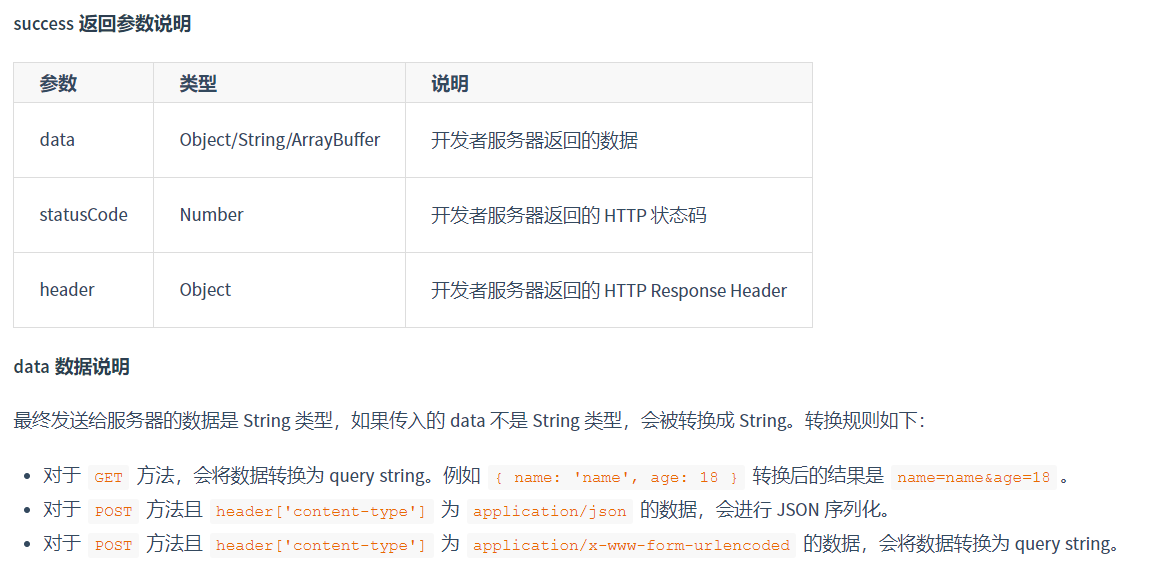 success 返回参数说明
参数 类型 说明
data Object/String/ArrayBuffer 开发者服务器返回的数据
statusCode Number 开发者服务器返回的 HTTP 状态码
header Object 开发者服务器返回的 HTTP Response Header
data 数据说明
最终发送给服务器的数据是 String 类型，如果传入的 data 不是 String 类型，会被转换成 String。转换规则如下：
• 对于 GET 方法，会将数据转换为 query string。例如 { name: 'name', age: 18 } 转换后的结果是 name=name&age=18 。
• 对于 POST 方法且 header['content-type'] 为 application/json 的数据，会进行 JSON 序列化。
• 对于 POST 方法且 header['content-type'] 为 application/x-www-form-urlencoded 的数据，会将数据转换为 query string。